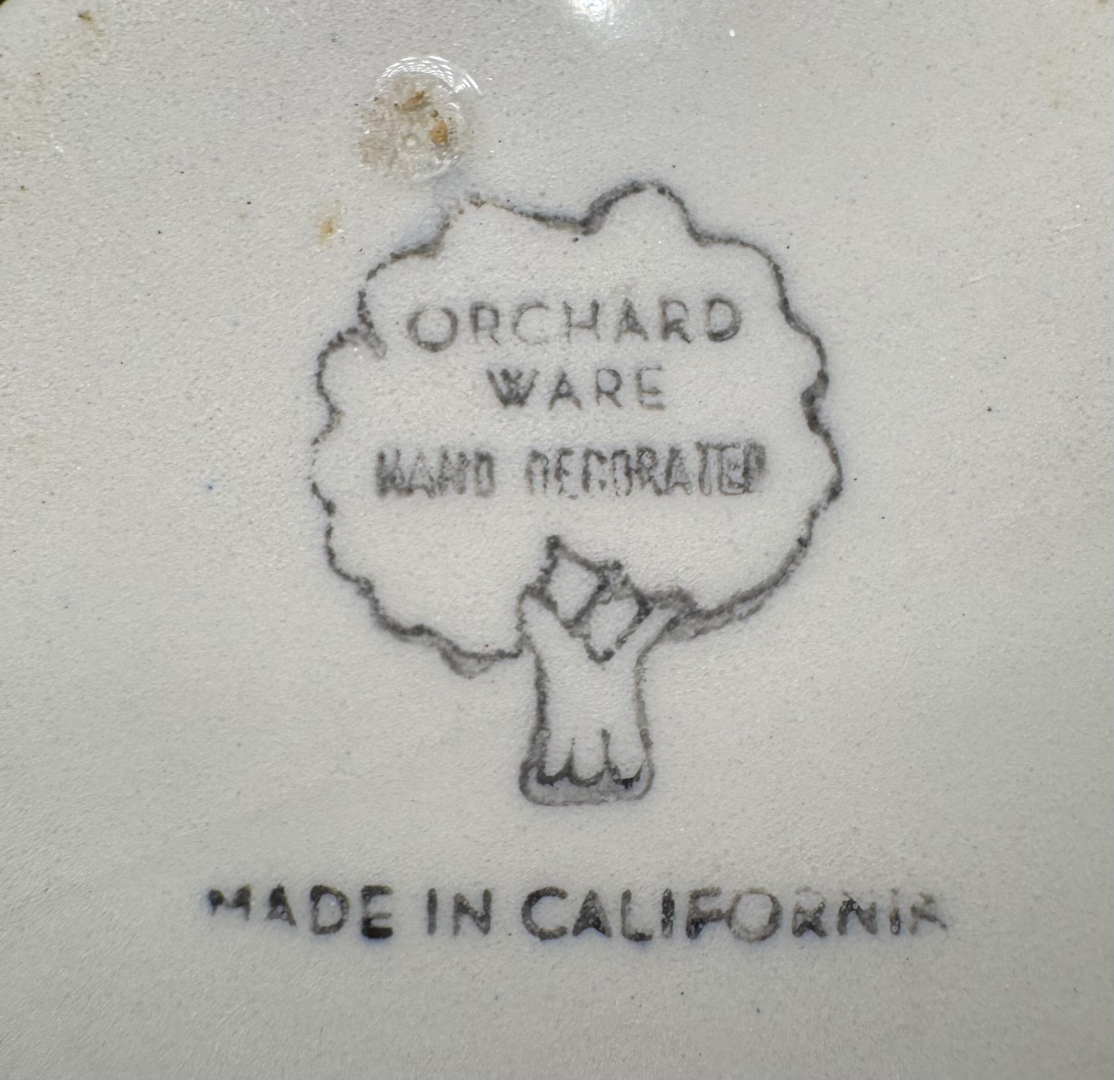 ORCHARD
WARE
HAND DECORATED
MADE IN CALIFORNIA